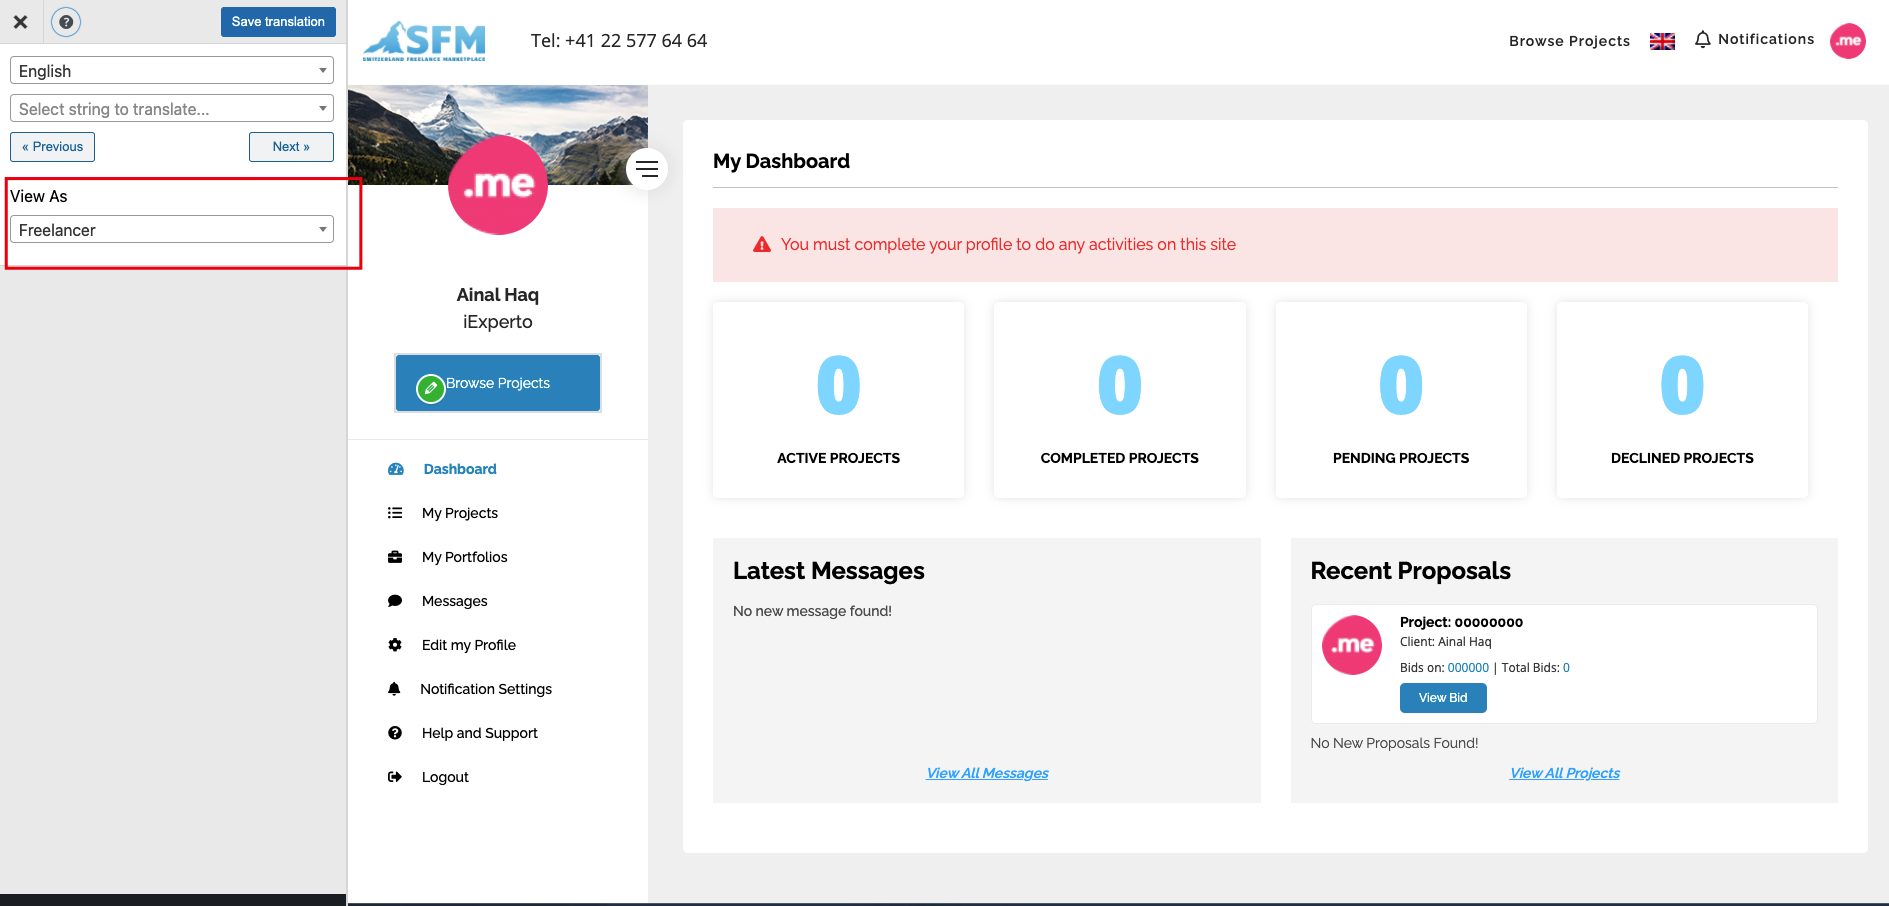 Save translation
English
Select string to translate...
« Previous
Next »
View As
Freelancer
SFM
SWITZERLAND FREELANCE MARKETPLACE
Tel: +41 22 577 64 64
Browse Projects
Notifications
.me
.me
Ainal Haq
iExperto
Browse Projects
Dashboard
My Projects
My Portfolios
Messages
Edit my Profile
Notification Settings
Help and Support
Logout
My Dashboard
You must complete your profile to do any activities on this site
0
ACTIVE PROJECTS
0
COMPLETED PROJECTS
0
PENDING PROJECTS
0
DECLINED PROJECTS
Latest Messages
No new message found!
View All Messages
Recent Proposals
.me
Project: 00000000
Client: Ainal Haq
Bids on: 000000 | Total Bids: 0
View Bid
No New Proposals Found!
View All Projects